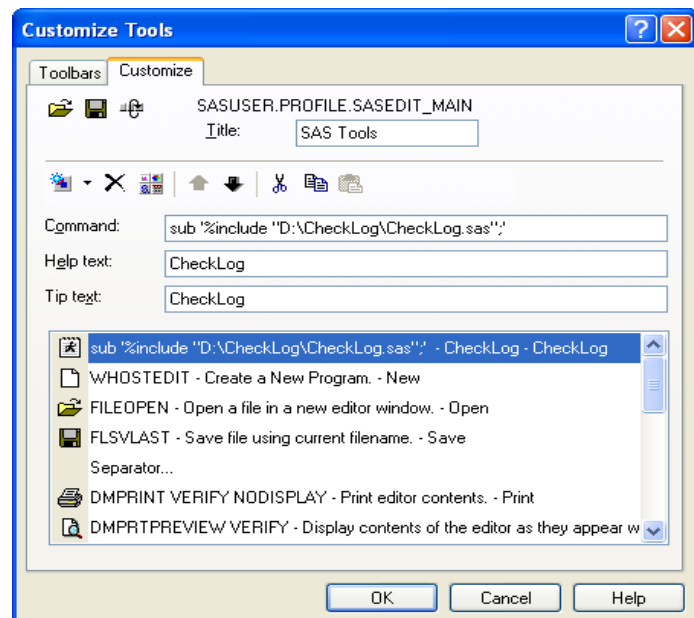 Customize Tools
Toolbars
Customize
SASUSER.PROFILE.SASEDIT_MAIN
Title:
SAS Tools
Command:
sub '%include "D:\CheckLog\CheckLog.sas";'
Help text:
CheckLog
Tip text:
CheckLog
sub '%include "D:\CheckLog\CheckLog.sas";' - CheckLog - CheckLog
WHOSTEDIT - Create a New Program. - New
FILEOPEN - Open a file in a new editor window. - Open
FLSVLAST - Save file using current filename. - Save
Separator...
DMPRINT VERIFY NODISPLAY - Print editor contents. - Print
DMPRTPREVIEW VERIFY - Display contents of the editor as they appear w
OK
Cancel
Help